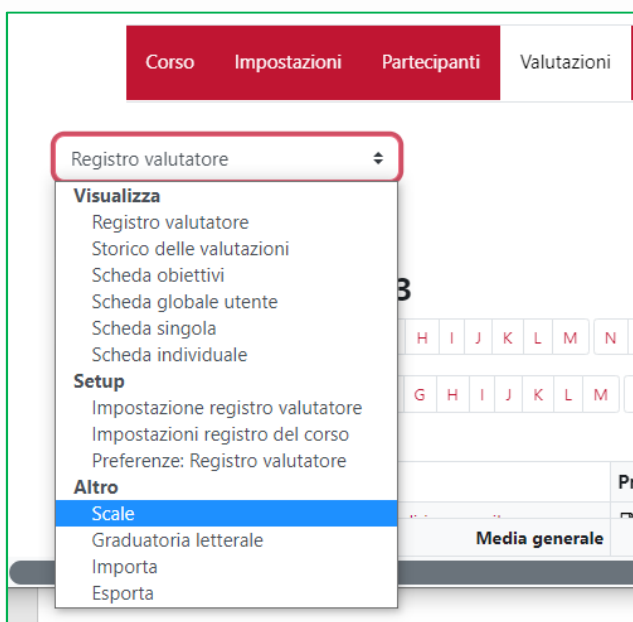 Corso Impostazioni Partecipanti Valutazioni
Registro valutatore
Visualizza
Registro valutatore
Storico delle valutazioni
Scheda obiettivi
Scheda globale utente
Scheda singola
Scheda individuale
Setup
Impostazione registro valutatore
Impostazioni registro del corso
Preferenze: Registro valutatore
Altro
Scale
Graduatoria letterale
Importa
Esporta
3
H I J K L M N
G H I J K L M
Media generale